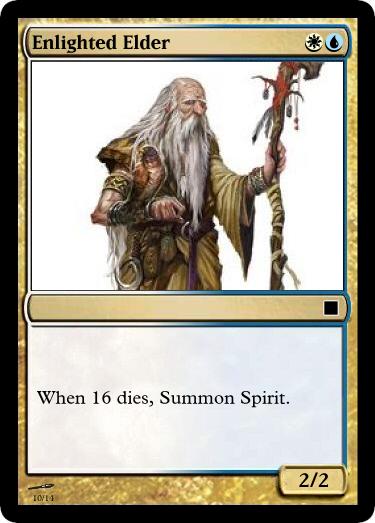 Enlighted Elder
When 16 dies, Summon Spirit.
2/2
10/14